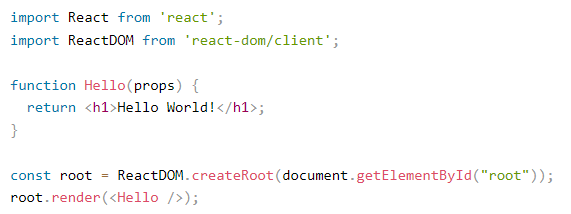 import React from 'react';
import ReactDOM from 'react-dom/client';

function Hello(props) {
  return <h1>Hello World!</h1>;
}

const root = ReactDOM.createRoot(document.getElementById("root"));
root.render(<Hello />);